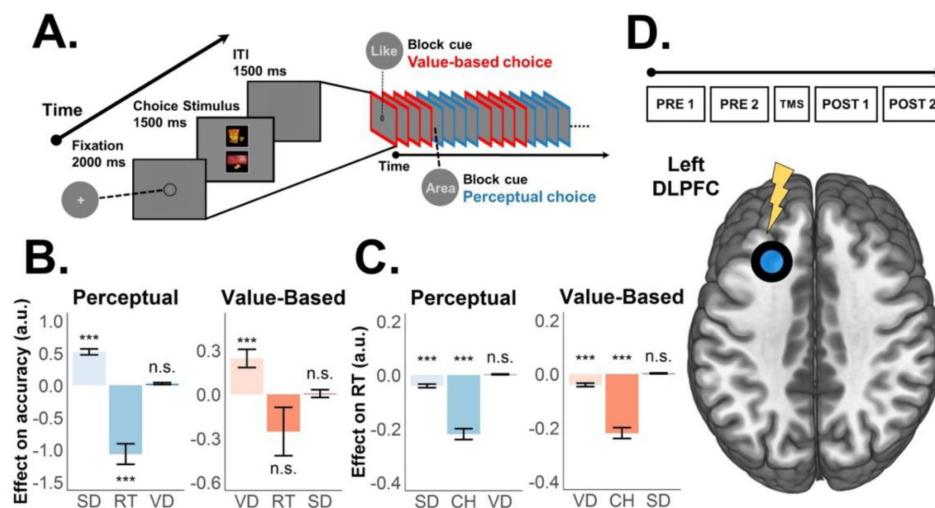 A.
Time
Fixation
2000 ms
+
Choice Stimulus
1500 ms
ITI
1500 ms
Like
Block cue
Value-based choice
Time
Area
Block cue
Perceptual choice
D.
PRE 1 PRE 2 TMS POST 1 POST 2
Left
DLPFC
B.
Perceptual
Value-Based
Effect on accuracy (a.u.)
1.0
0.5
0.0
-0.5
-1.0
-1.5
***
***
n.s.
SD RT VD
0.3
0.0
-0.3
-0.6
***
n.s.
n.s.
VD RT SD
C.
Perceptual
Value-Based
Effect on RT (a.u.)
0.2
0.0
-0.2
-0.4
*** *** n.s.
SD CH VD
0.2
0.0
-0.2
-0.4
*** *** n.s.
VD CH SD